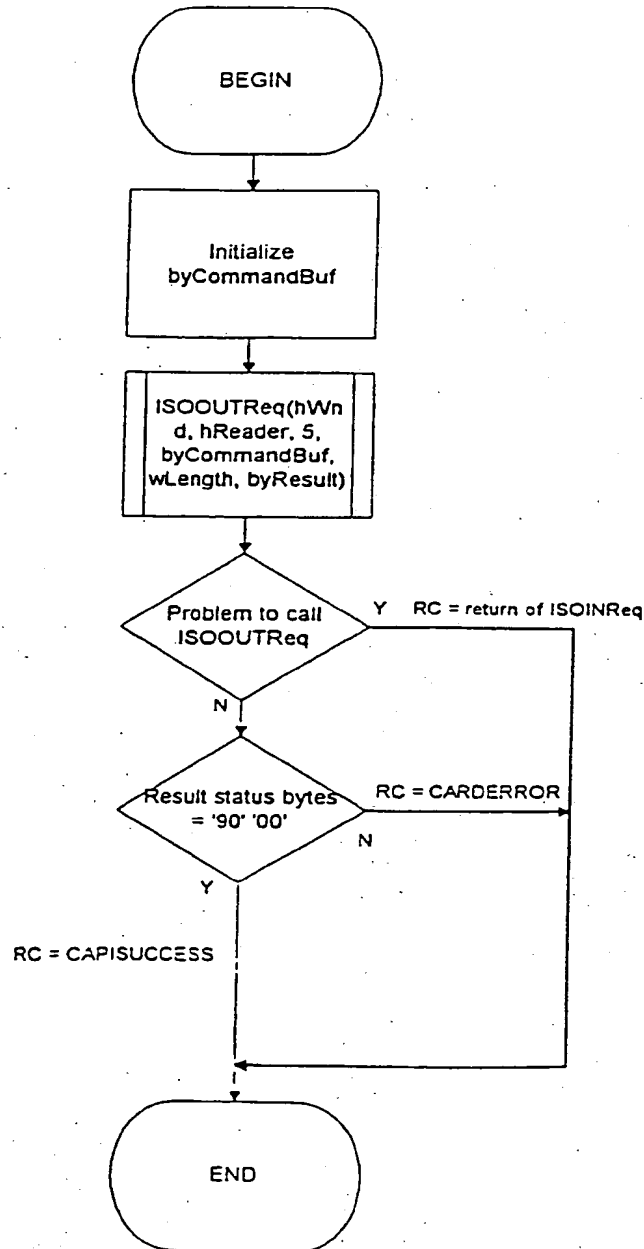 BEGIN
Initialize
byCommandBuf
ISOOUTReq(hWn
d, hReader, 5,
byCommandBuf,
wLength, byResult)
Problem to call
ISOOUTReq
Y RC = return of ISOINReq
N
Result status bytes
= '90' '00'
RC = CARDERROR
N
Y
RC = CAPISUCCESS
END